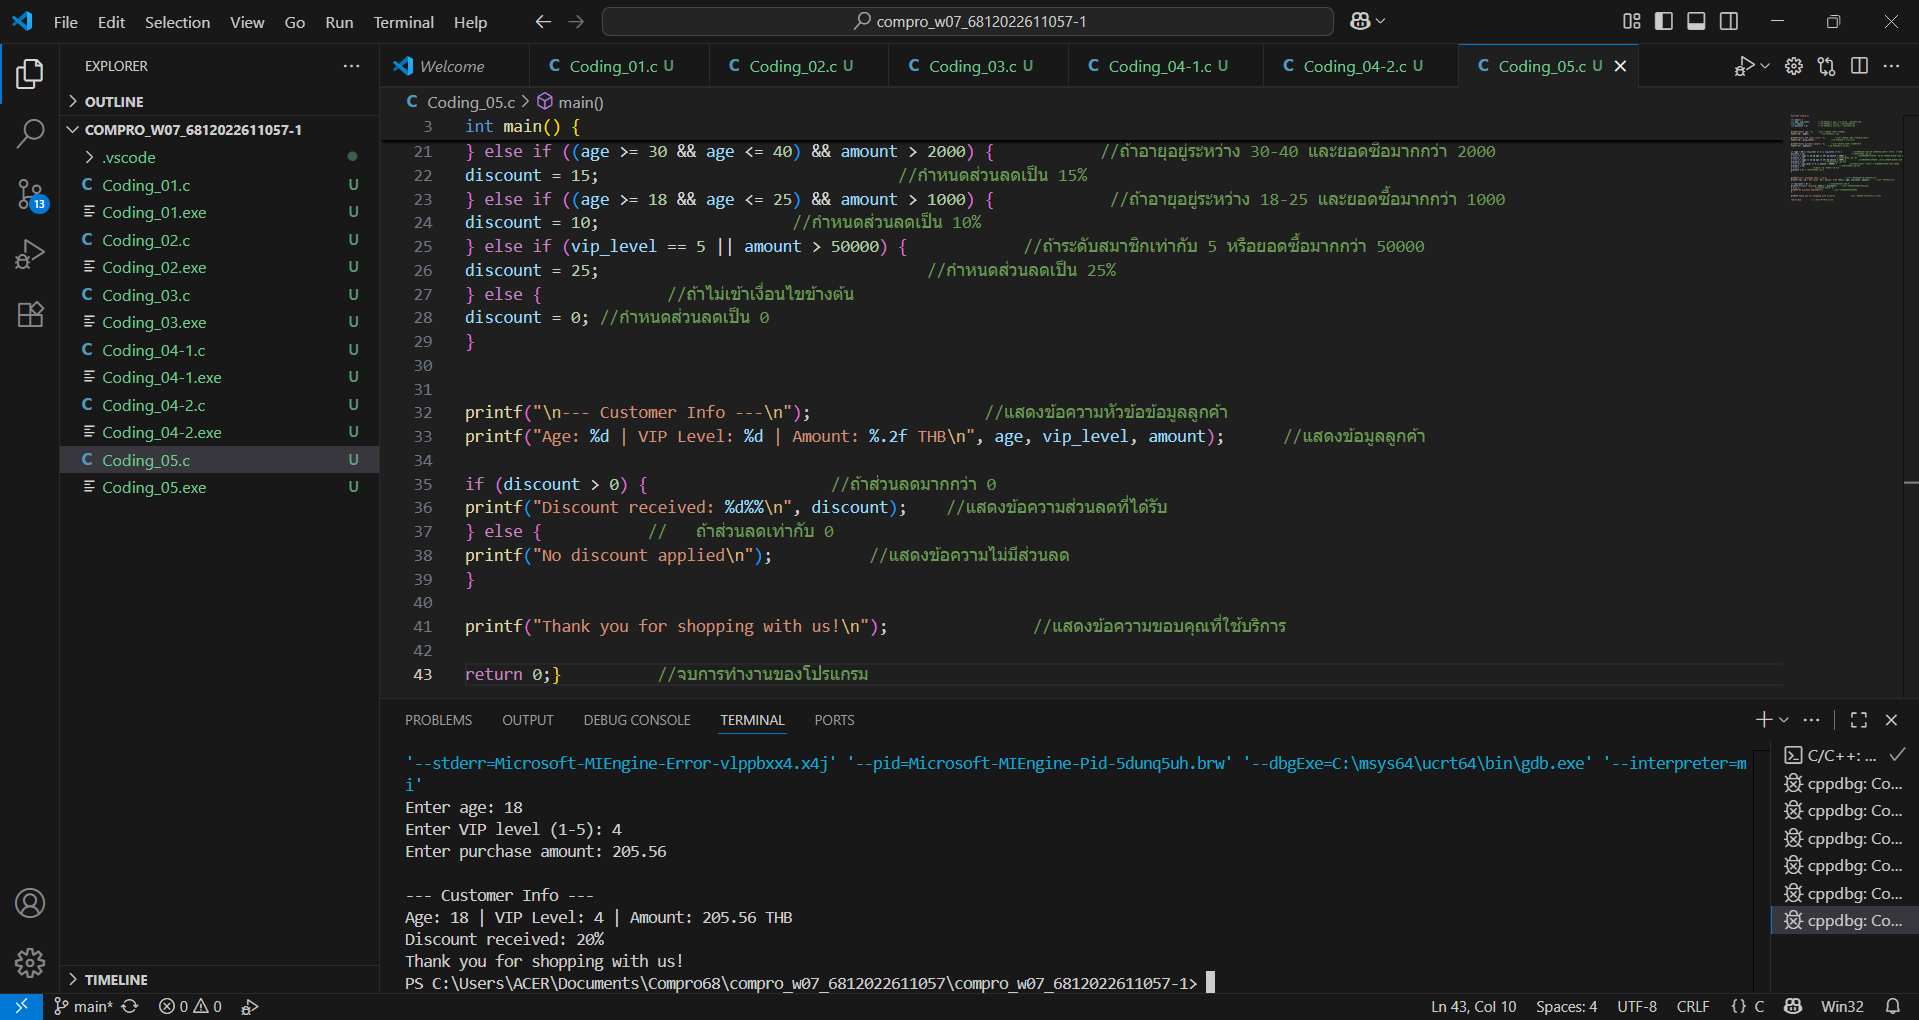 File Edit Selection View Go Run Terminal Help
compro_w07_6812022611057-1
EXPLORER
Welcome
C Coding_01.c U
C Coding_02.c U
C Coding_03.c U
C Coding_04-1.c U
C Coding_04-2.c U
C Coding_05.c U
OUTLINE
COMPRO_W07_6812022611057-1
.vscode
C Coding_01.c U
Coding_01.exe U
C Coding_02.c U
Coding_02.exe U
C Coding_03.c U
Coding_03.exe U
C Coding_04-1.c U
Coding_04-1.exe U
C Coding_04-2.c U
Coding_04-2.exe U
C Coding_05.c U
Coding_05.exe U
13
TIMELINE
C Coding_05.c > main()
3 int main() {
21 } else if ((age >= 30 && age <= 40) && amount > 2000) { //ถ้าอายุอยู่ระหว่าง 30-40 และยอดซื้อมากกว่า 2000
22 discount = 15; //กำหนดส่วนลดเป็น 15%
23 } else if ((age >= 18 && age <= 25) && amount > 1000) { //ถ้าอายุอยู่ระหว่าง 18-25 และยอดซื้อมากกว่า 1000
24 discount = 10; //กำหนดส่วนลดเป็น 10%
25 } else if (vip_level == 5 || amount > 50000) { //ถ้าระดับสมาชิกเท่ากับ 5 หรือยอดซื้อมากกว่า 50000
26 discount = 25; //กำหนดส่วนลดเป็น 25%
27 } else { //ถ้าไม่เข้าเงื่อนไขข้างต้น
28 discount = 0; //กำหนดส่วนลดเป็น 0
29 }
30
31
32 printf("\n--- Customer Info ---\n"); //แสดงข้อความหัวข้อข้อมูลลูกค้า
33 printf("Age: %d | VIP Level: %d | Amount: %.2f THB\n", age, vip_level, amount); //แสดงข้อมูลลูกค้า
34
35 if (discount > 0) { //ถ้าส่วนลดมากกว่า 0
36 printf("Discount received: %d%%\n", discount); //แสดงข้อความส่วนลดที่ได้รับ
37 } else { // ถ้าส่วนลดเท่ากับ 0
38 printf("No discount applied\n"); //แสดงข้อความไม่มีส่วนลด
39 }
40
41 printf("Thank you for shopping with us!\n"); //แสดงข้อความขอบคุณที่ใช้บริการ
42
43 return 0;} //จบการทำงานของโปรแกรม
PROBLEMS OUTPUT DEBUG CONSOLE TERMINAL PORTS
'--stderr=Microsoft-MIEngine-Error-vlppbxx4.x4j' '--pid=Microsoft-MIEngine-Pid-5dunq5uh.brw' '--dbgExe=C:\msys64\ucrt64\bin\gdb.exe' '--interpreter=m
i'
Enter age: 18
Enter VIP level (1-5): 4
Enter purchase amount: 205.56
--- Customer Info ---
Age: 18 | VIP Level: 4 | Amount: 205.56 THB
Discount received: 20%
Thank you for shopping with us!
PS C:\Users\ACER\Documents\Compro68\compro_w07_6812022611057\compro_w07_6812022611057-1>
C/C++: ...
cppdbg: Co...
cppdbg: Co...
cppdbg: Co...
cppdbg: Co...
cppdbg: Co...
cppdbg: Co...
main* 0 0
Ln 43, Col 10 Spaces: 4 UTF-8 CRLF {} C Win32